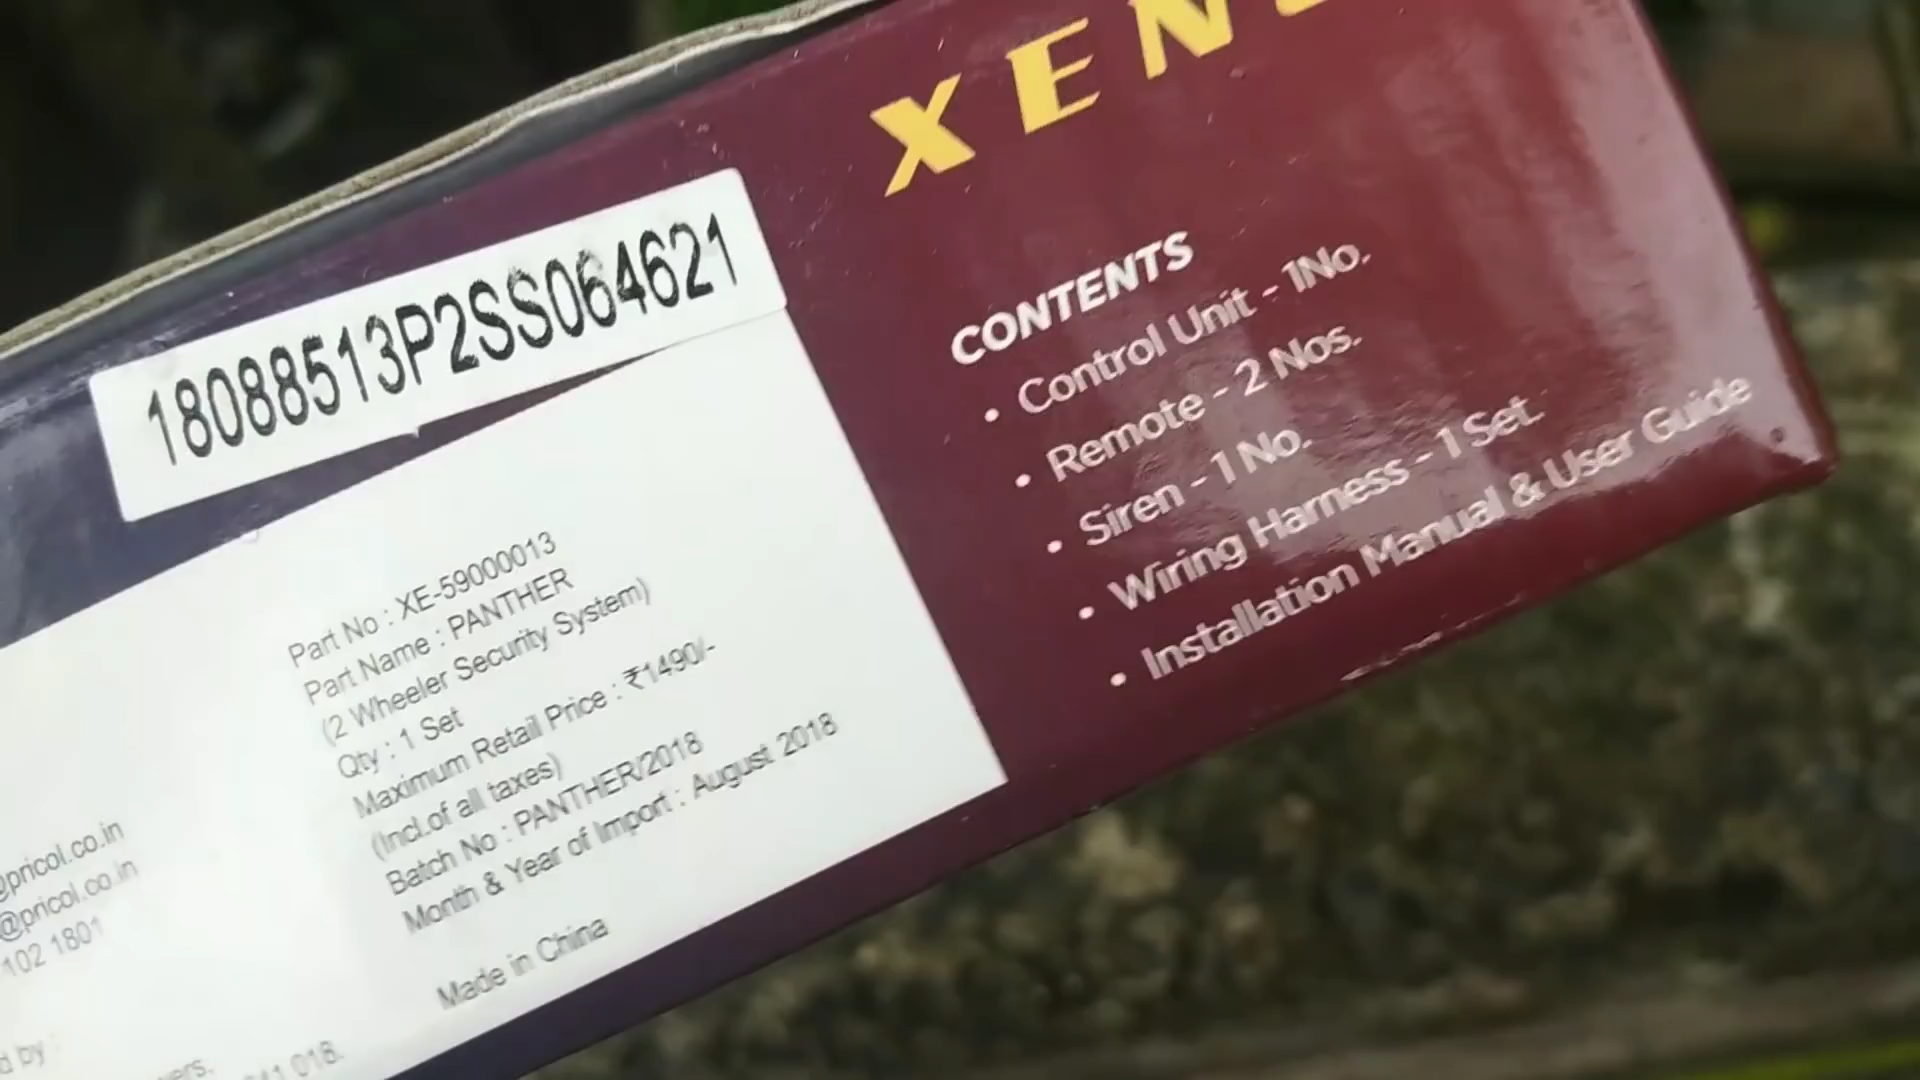 XEN
18088513P2SS064621
CONTENTS
• Control Unit - 1No.
• Remote - 2 Nos.
• Siren - 1 No.
• Wiring Harness - 1 Set.
• Installation Manual & User Guide
Part No : XE-59000013
Part Name : PANTHER
(2 Wheeler Security System)
Qty : 1 Set
Maximum Retail Price : ₹1490/-
(Incl.of all taxes)
Batch No : PANTHER/2018
Month & Year of Import : August 2018
Made in China
@pricol.co.in
@pricol.co.in
102 1801
d by :
018.